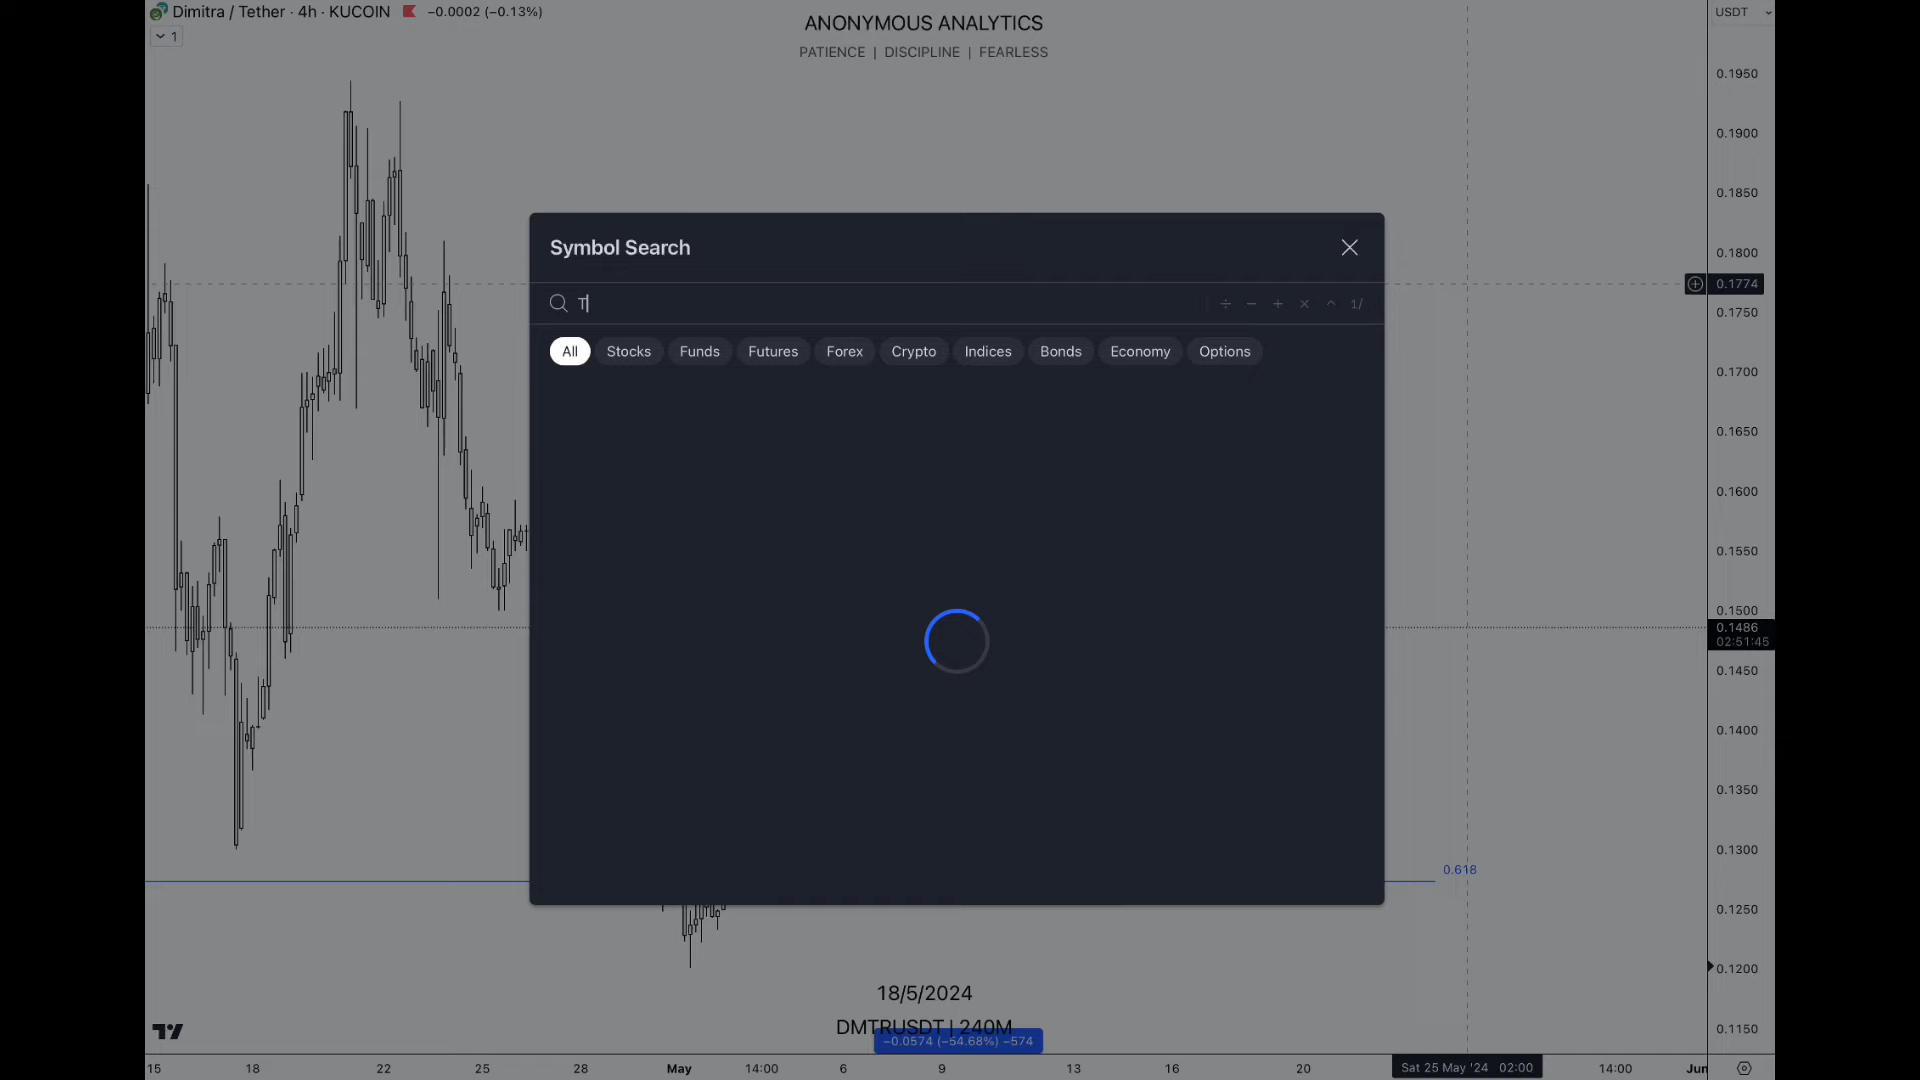 Dimitra / Tether · 4h · KUCOIN −0.0002 (−0.13%)
1
ANONYMOUS ANALYTICS
PATIENCE | DISCIPLINE | FEARLESS
USDT
0.1950
0.1900
0.1850
0.1800
0.1774
0.1750
0.1700
0.1650
0.1600
0.1550
0.1500
0.1486
02:51:45
0.1450
0.1400
0.1350
0.1300
0.1250
0.1200
0.1150
Symbol Search
T
÷ − + × ^ 1/
All Stocks Funds Futures Forex Crypto Indices Bonds Economy Options
0.618
18/5/2024
DMTRUSDT | 240M
−0.0574 (−54.68%) −574
15 18 22 25 28 May 14:00 6 9 13 16 20 Sat 25 May '24 02:00 14:00 Jun